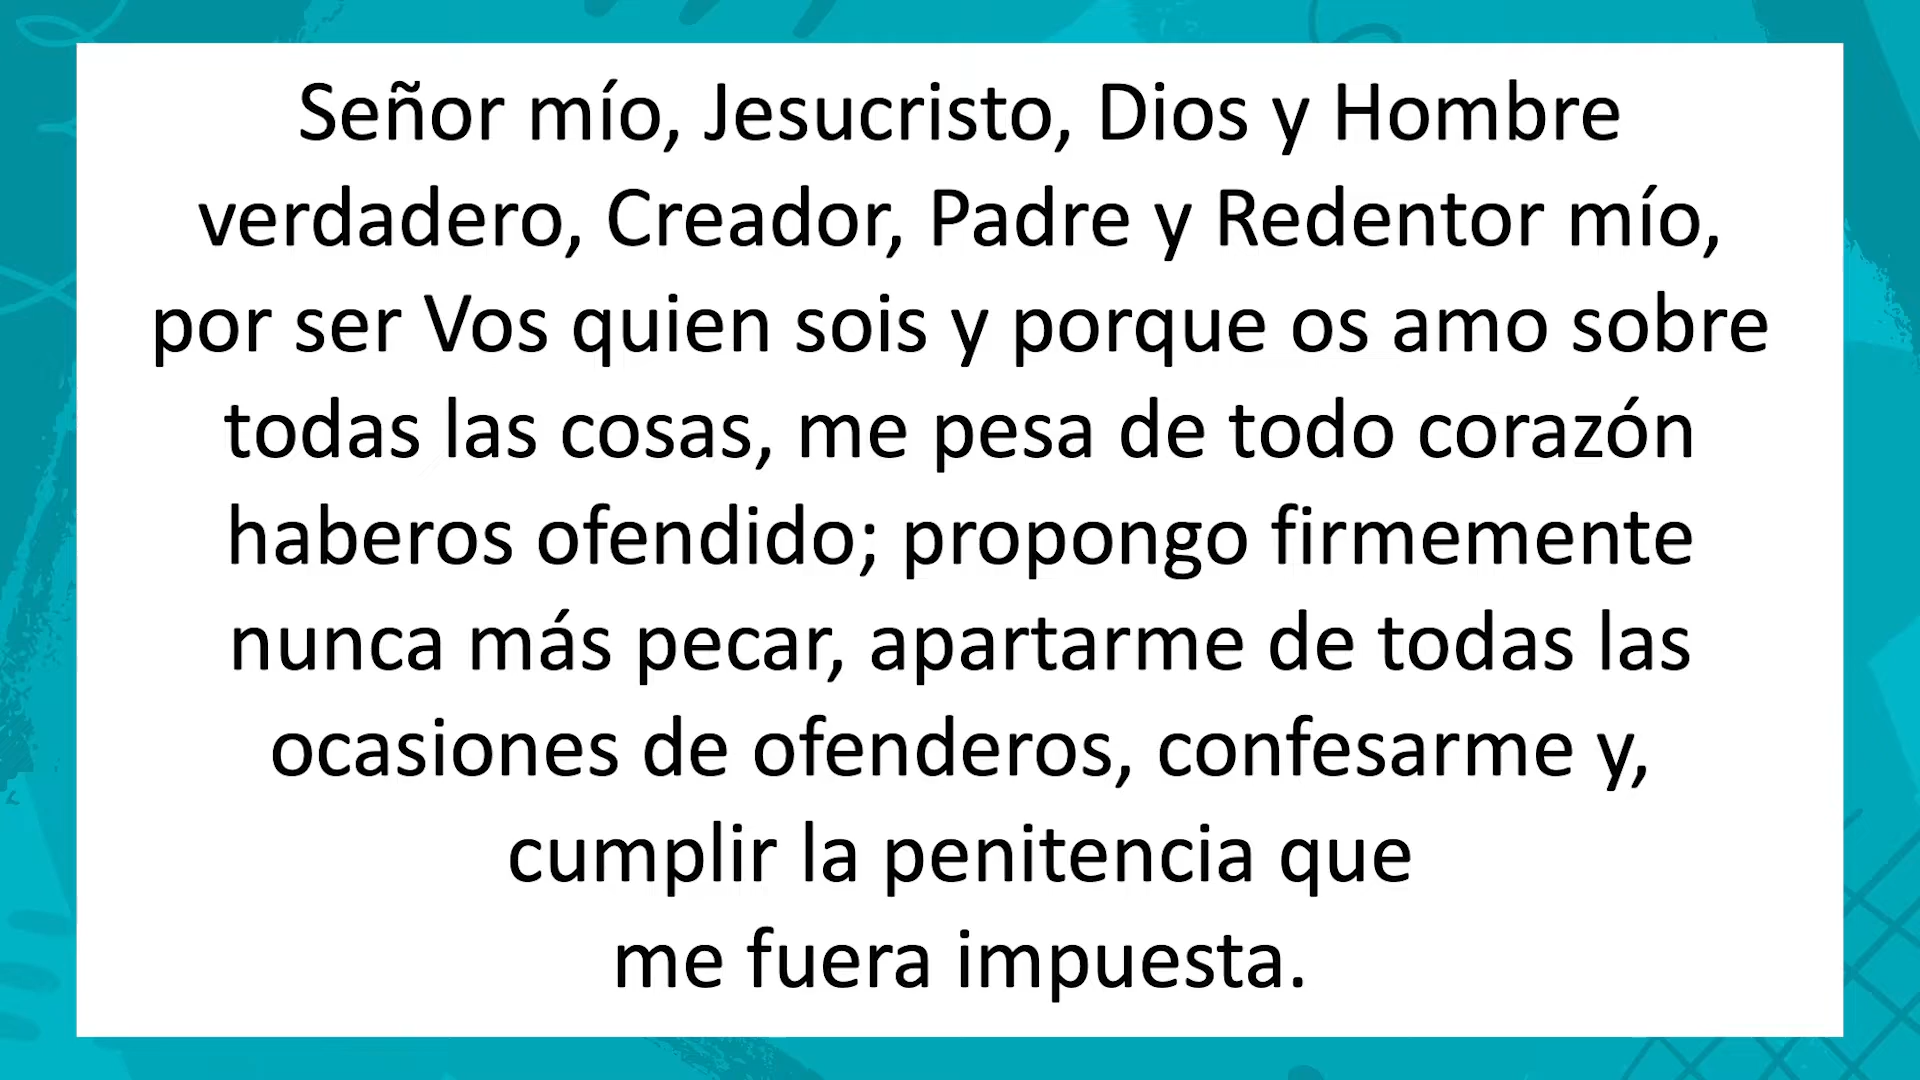 Señor mío, Jesucristo, Dios y Hombre
verdadero, Creador, Padre y Redentor mío,
por ser Vos quien sois y porque os amo sobre
todas las cosas, me pesa de todo corazón
haberos ofendido; propongo firmemente
nunca más pecar, apartarme de todas las
ocasiones de ofenderos, confesarme y,
cumplir la penitencia que
me fuera impuesta.